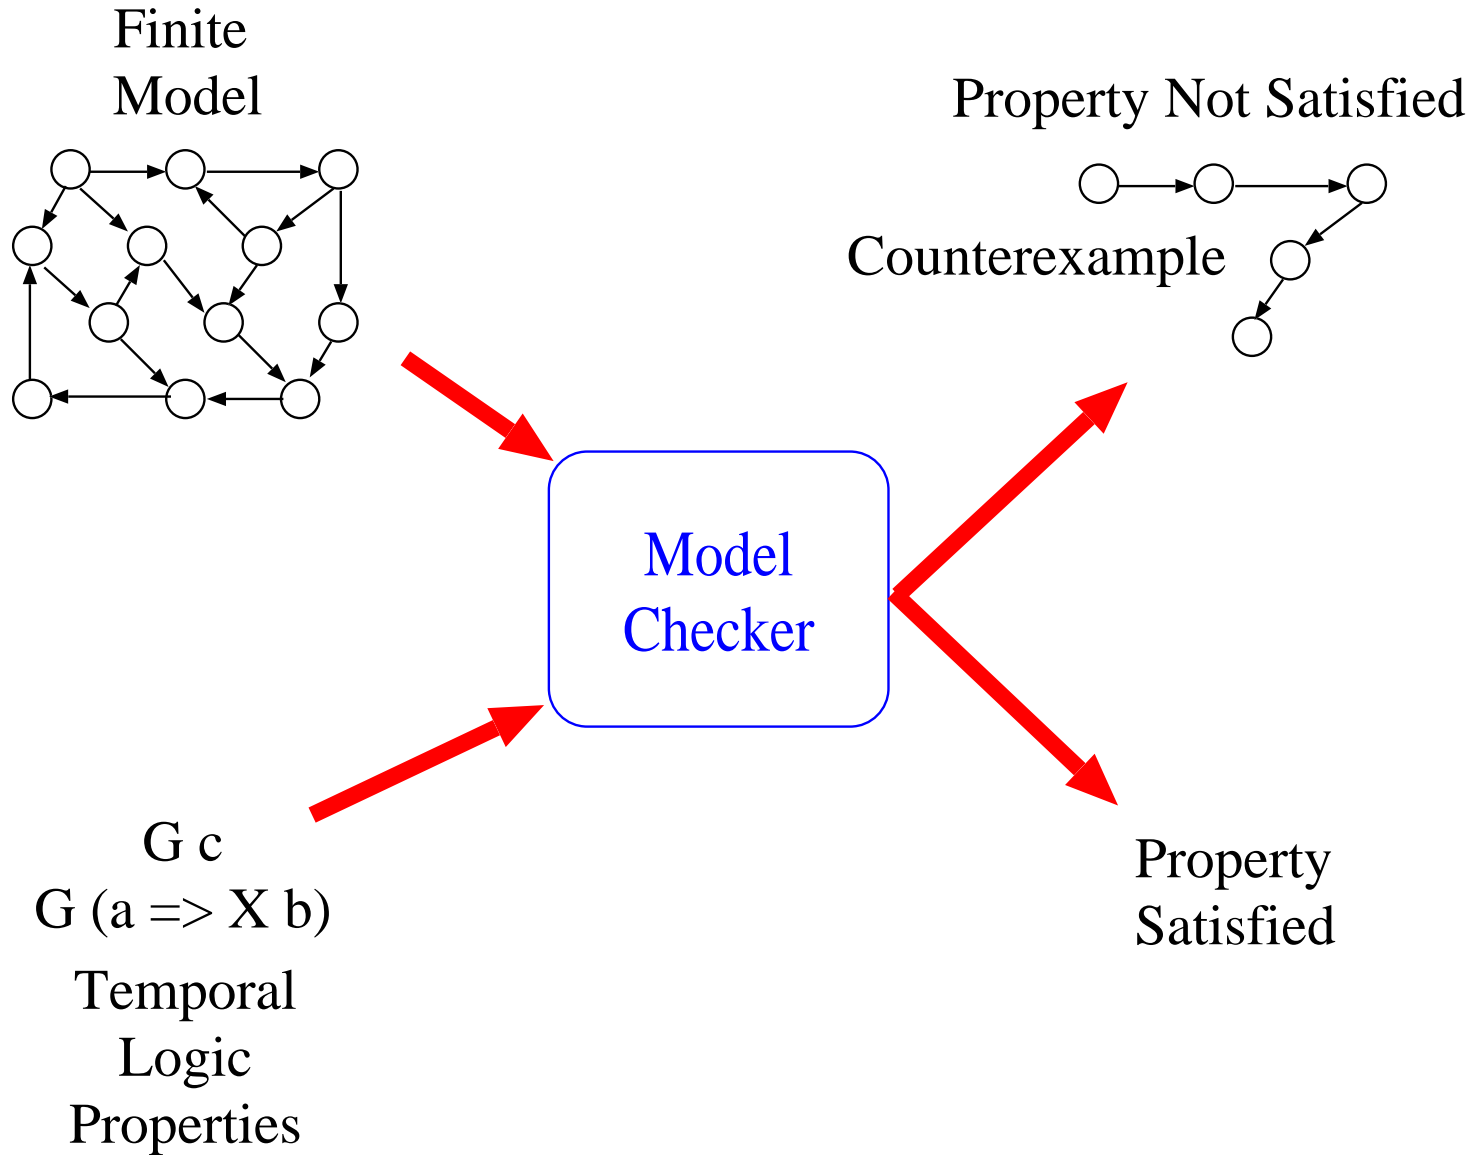 Finite
Model
Property Not Satisfied
Counterexample
Model
Checker
G c
G (a => X b)
Temporal
Logic
Properties
Property
Satisfied